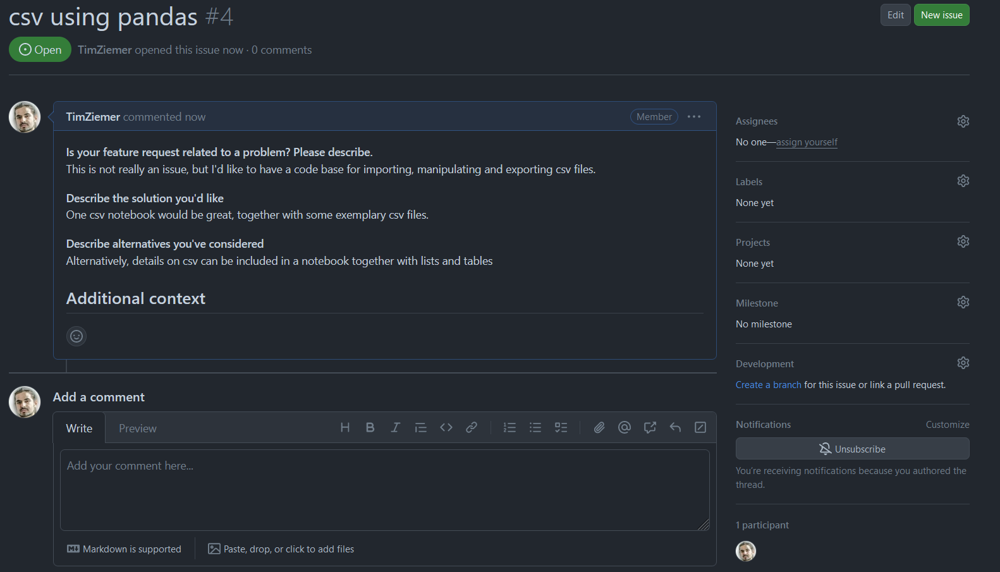 csv using pandas #4
Edit
New issue
Open
TimZiemer opened this issue now · 0 comments
TimZiemer commented now
Member
Is your feature request related to a problem? Please describe.
This is not really an issue, but I'd like to have a code base for importing, manipulating and exporting csv files.
Describe the solution you'd like
One csv notebook would be great, together with some exemplary csv files.
Describe alternatives you've considered
Alternatively, details on csv can be included in a notebook together with lists and tables
Additional context
Add a comment
Write
Preview
Add your comment here...
Markdown is supported
Paste, drop, or click to add files
Assignees
No one—assign yourself
Labels
None yet
Projects
None yet
Milestone
No milestone
Development
Create a branch for this issue or link a pull request.
Notifications
Customize
Unsubscribe
You're receiving notifications because you authored the
thread.
1 participant